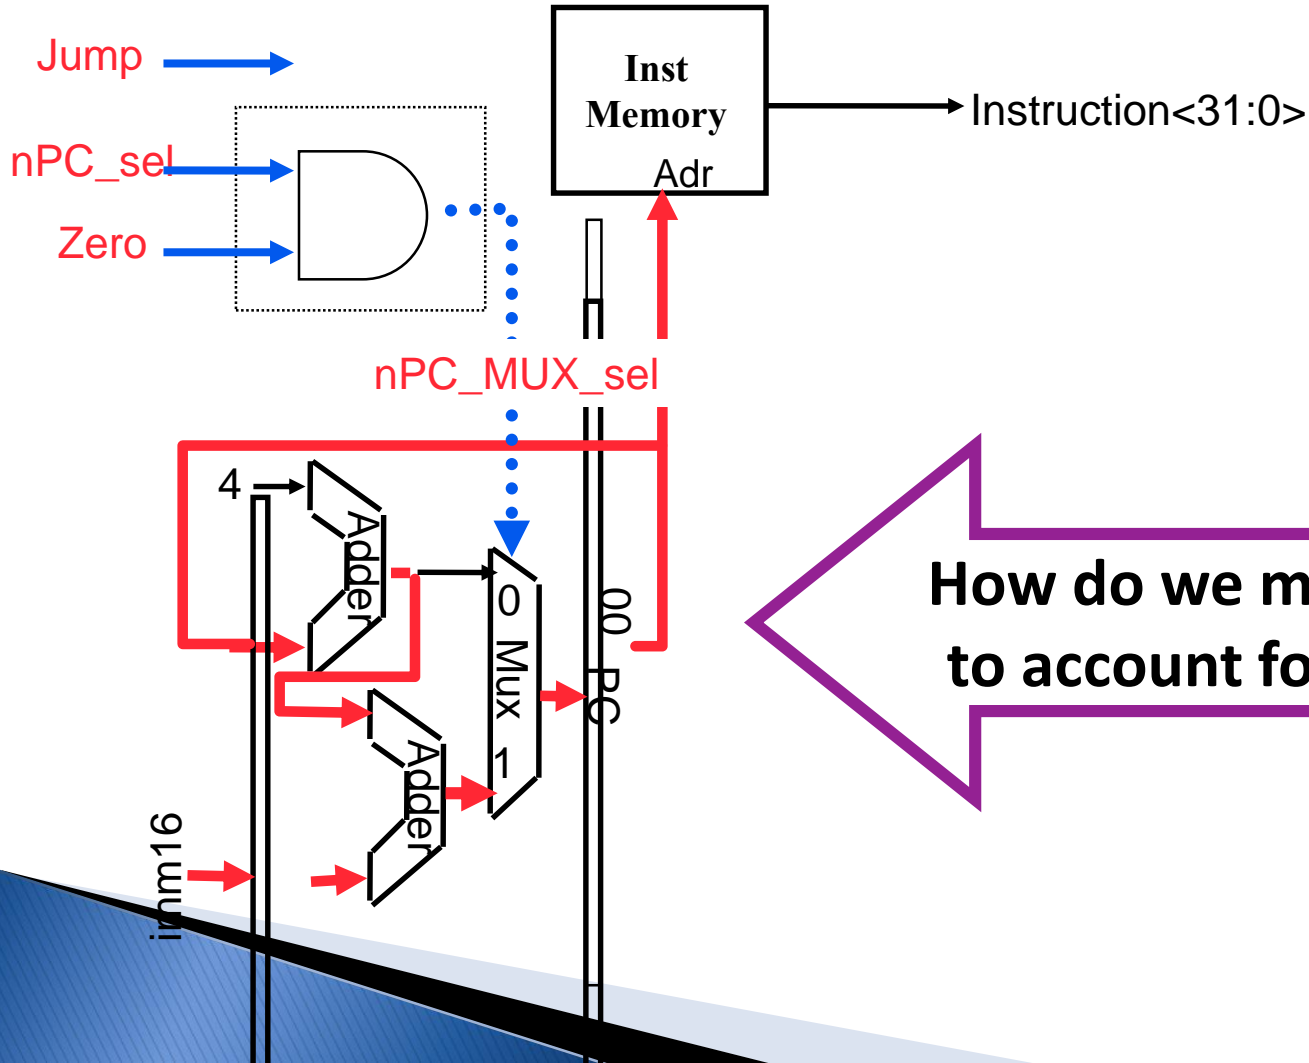 Jump
nPC_sel
Zero
Inst
Memory
Adr
Instruction<31:0>
nPC_MUX_sel
4
Adder
0
Mux
1
00
PC
Adder
imm16
How do we m
to account fo